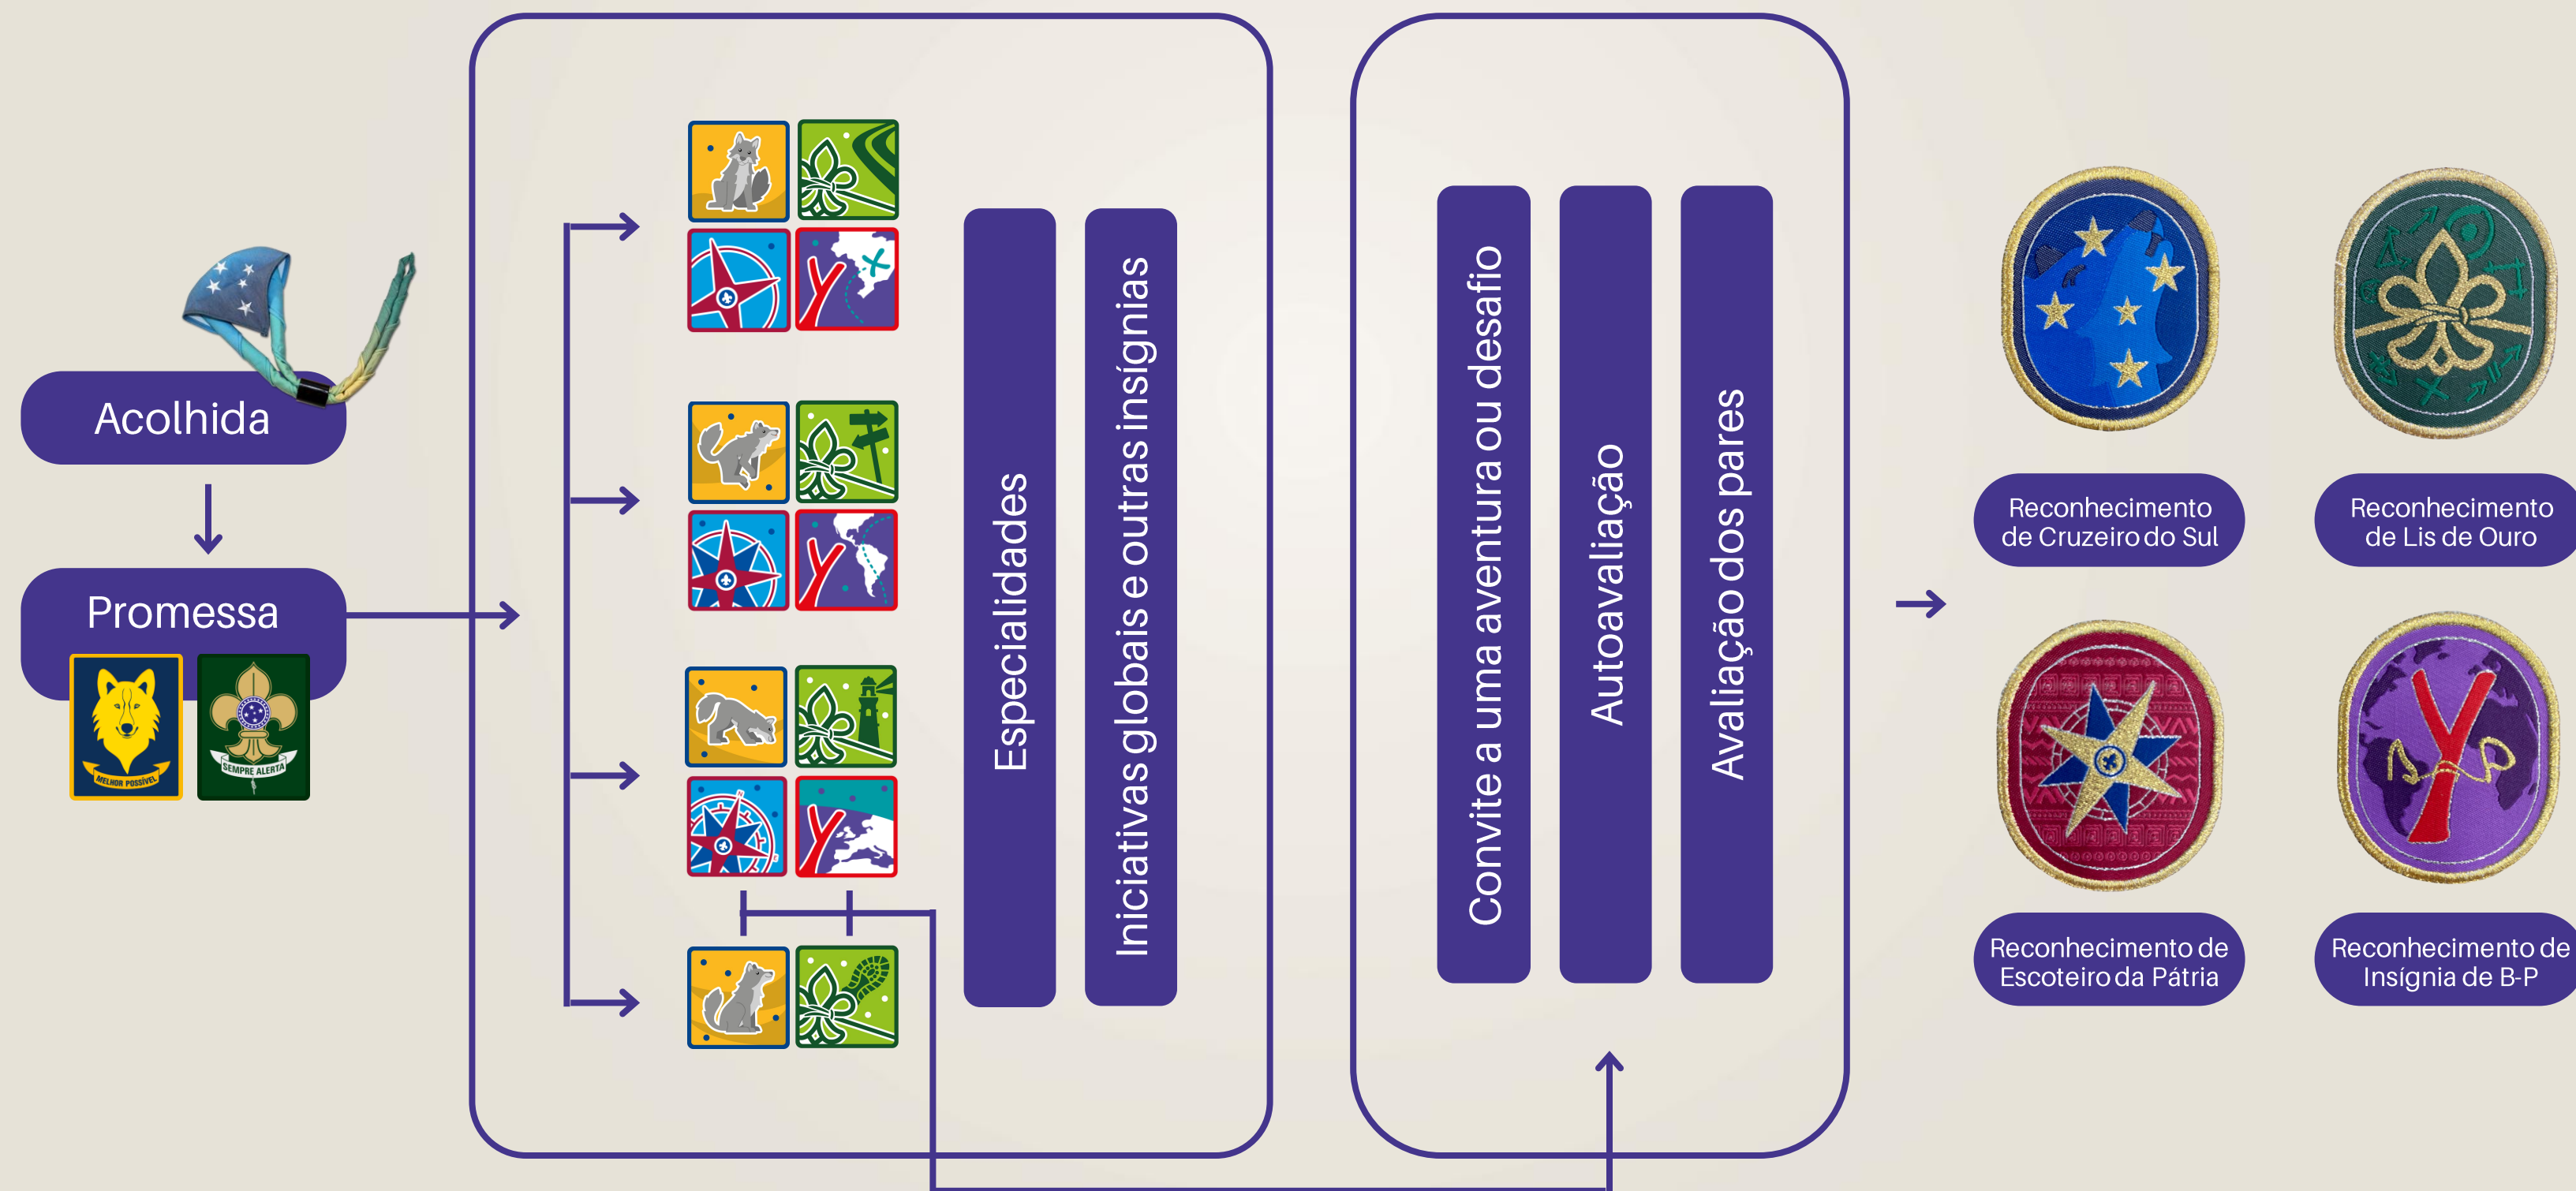 Acolhida
Promessa
MELHOR POSSÍVEL
SEMPRE ALERTA
Especialidades
Iniciativas globais e outras insígnias
Convite a uma aventura ou desafio
Autoavaliação
Avaliação dos pares
Reconhecimento
de Cruzeiro do Sul
Reconhecimento
de Lis de Ouro
Reconhecimento de
Escoteiro da Pátria
Reconhecimento de
Insígnia de B-P